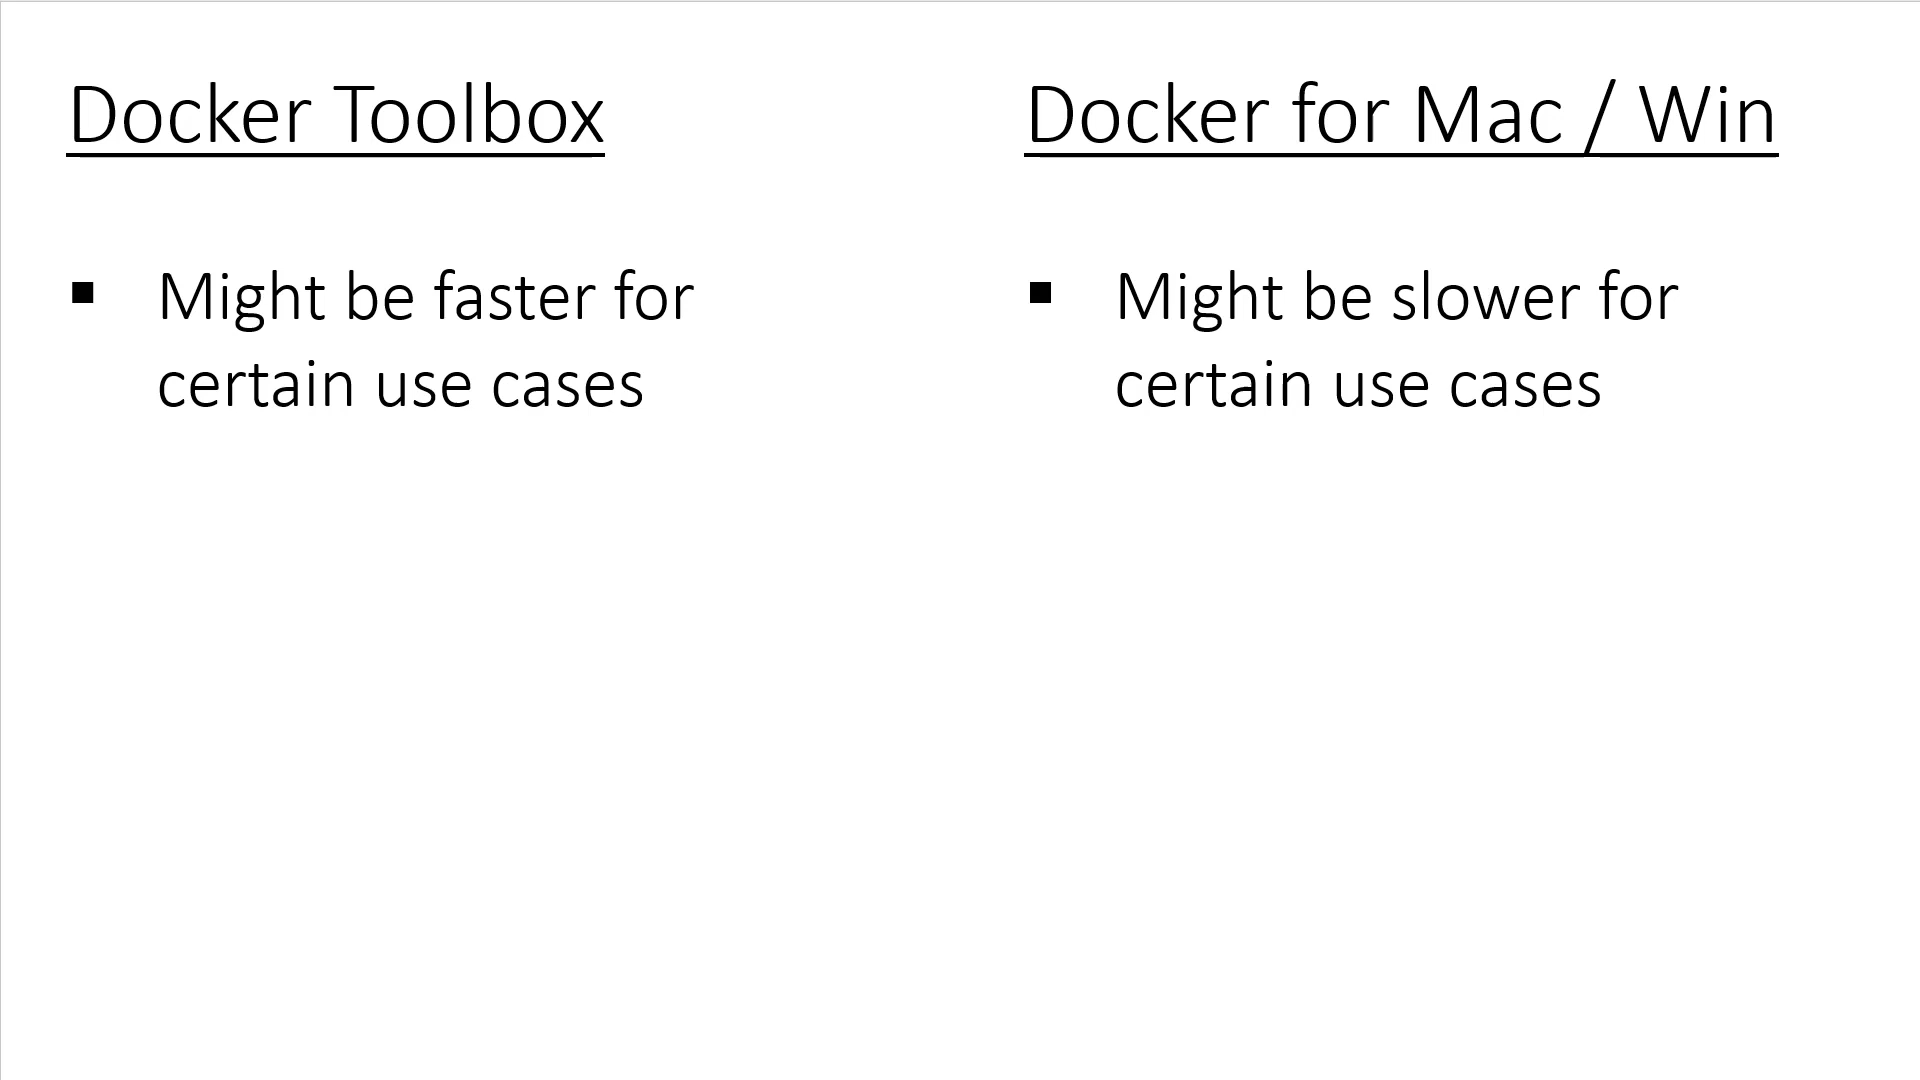 Docker Toolbox
▪ Might be faster for
certain use cases
Docker for Mac / Win
▪ Might be slower for
certain use cases